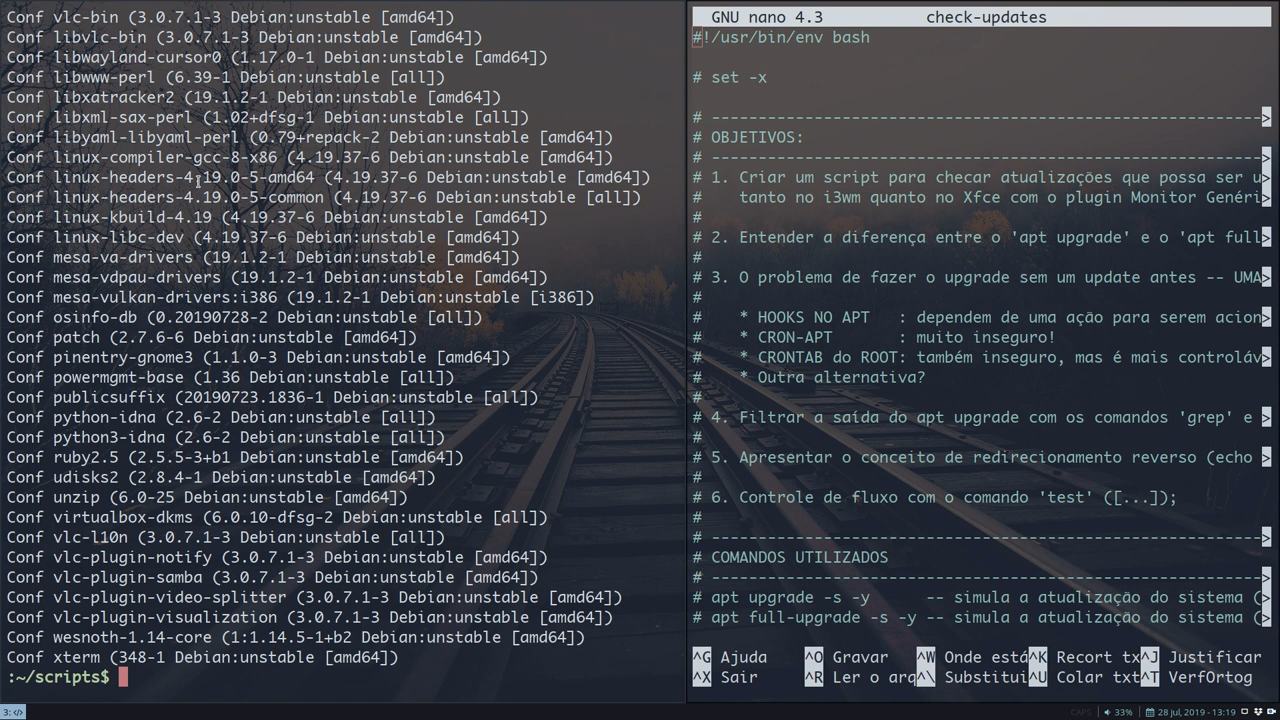 Conf vlc-bin (3.0.7.1-3 Debian:unstable [amd64])
Conf libvlc-bin (3.0.7.1-3 Debian:unstable [amd64])
Conf libwayland-cursor0 (1.17.0-1 Debian:unstable [amd64])
Conf libwww-perl (6.39-1 Debian:unstable [all])
Conf libxatracker2 (19.1.2-1 Debian:unstable [amd64])
Conf libxml-sax-perl (1.02+dfsg-1 Debian:unstable [all])
Conf libyaml-libyaml-perl (0.79+repack-2 Debian:unstable [amd64])
Conf linux-compiler-gcc-8-x86 (4.19.37-6 Debian:unstable [amd64])
Conf linux-headers-4.19.0-5-amd64 (4.19.37-6 Debian:unstable [amd64])
Conf linux-headers-4.19.0-5-common (4.19.37-6 Debian:unstable [all])
Conf linux-kbuild-4.19 (4.19.37-6 Debian:unstable [amd64])
Conf linux-libc-dev (4.19.37-6 Debian:unstable [amd64])
Conf mesa-va-drivers (19.1.2-1 Debian:unstable [amd64])
Conf mesa-vdpau-drivers (19.1.2-1 Debian:unstable [amd64])
Conf mesa-vulkan-drivers:i386 (19.1.2-1 Debian:unstable [i386])
Conf osinfo-db (0.20190728-2 Debian:unstable [all])
Conf patch (2.7.6-6 Debian:unstable [amd64])
Conf pinentry-gnome3 (1.1.0-3 Debian:unstable [amd64])
Conf powermgmt-base (1.36 Debian:unstable [all])
Conf publicsuffix (20190723.1836-1 Debian:unstable [all])
Conf python-idna (2.6-2 Debian:unstable [all])
Conf python3-idna (2.6-2 Debian:unstable [all])
Conf ruby2.5 (2.5.5-3+b1 Debian:unstable [amd64])
Conf udisks2 (2.8.4-1 Debian:unstable [amd64])
Conf unzip (6.0-25 Debian:unstable [amd64])
Conf virtualbox-dkms (6.0.10-dfsg-2 Debian:unstable [all])
Conf vlc-l10n (3.0.7.1-3 Debian:unstable [all])
Conf vlc-plugin-notify (3.0.7.1-3 Debian:unstable [amd64])
Conf vlc-plugin-samba (3.0.7.1-3 Debian:unstable [amd64])
Conf vlc-plugin-video-splitter (3.0.7.1-3 Debian:unstable [amd64])
Conf vlc-plugin-visualization (3.0.7.1-3 Debian:unstable [amd64])
Conf wesnoth-1.14-core (1:1.14.5-1+b2 Debian:unstable [amd64])
Conf xterm (348-1 Debian:unstable [amd64])
:~/scripts$
GNU nano 4.3 check-updates
#!/usr/bin/env bash
# set -x
# ------------------------------------------------------------>
# OBJETIVOS:
# ------------------------------------------------------------>
# 1. Criar um script para checar atualizações que possa ser u>
#    tanto no i3wm quanto no Xfce com o plugin Monitor Genéri>
#
# 2. Entender a diferença entre o 'apt upgrade' e o 'apt full>
#
# 3. O problema de fazer o upgrade sem um update antes -- UMA>
#
#    * HOOKS NO APT   : dependem de uma ação para serem acion>
#    * CRON-APT       : muito inseguro!
#    * CRONTAB do ROOT: também inseguro, mas é mais controláv>
#    * Outra alternativa?
#
# 4. Filtrar a saída do apt upgrade com os comandos 'grep' e >
#
# 5. Apresentar o conceito de redirecionamento reverso (echo >
#
# 6. Controle de fluxo com o comando 'test' ([...]);
#
# ------------------------------------------------------------>
# COMANDOS UTILIZADOS
# ------------------------------------------------------------>
# apt upgrade -s -y      -- simula a atualização do sistema (>
# apt full-upgrade -s -y -- simula a atualização do sistema (>
^G Ajuda ^O Gravar ^W Onde está ^K Recort tx ^J Justificar
^X Sair ^R Ler o arq ^\ Substitui ^U Colar txt ^T VerfOrtog
3: </> CAPS 33% 28 jul, 2019 - 13:19